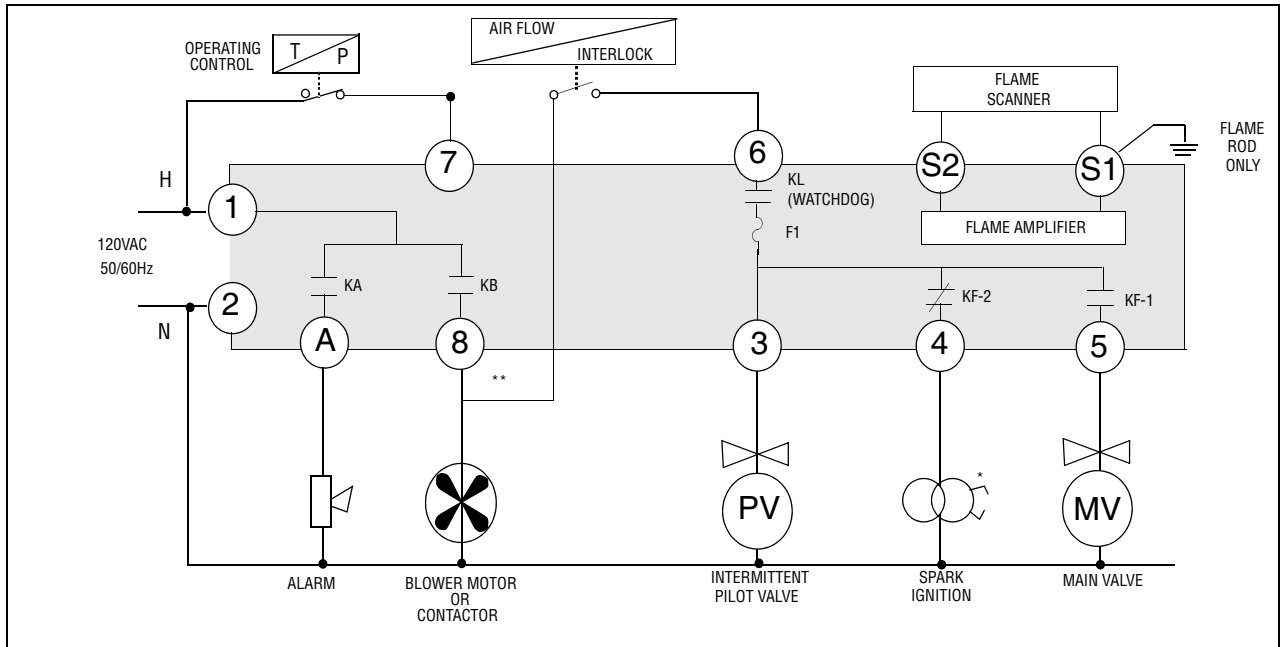 OPERATING
CONTROL
T
P
AIR FLOW
INTERLOCK
FLAME
SCANNER
FLAME
ROD
ONLY
H
1
7
6
S2
S1
KL
(WATCHDOG)
F1
FLAME AMPLIFIER
120VAC
50/60Hz
2
N
KA
KB
KF-2
KF-1
A
8
3
4
5
**
PV
*
MV
ALARM
BLOWER MOTOR
OR
CONTACTOR
INTERMITTENT
PILOT VALVE
SPARK
IGNITION
MAIN VALVE